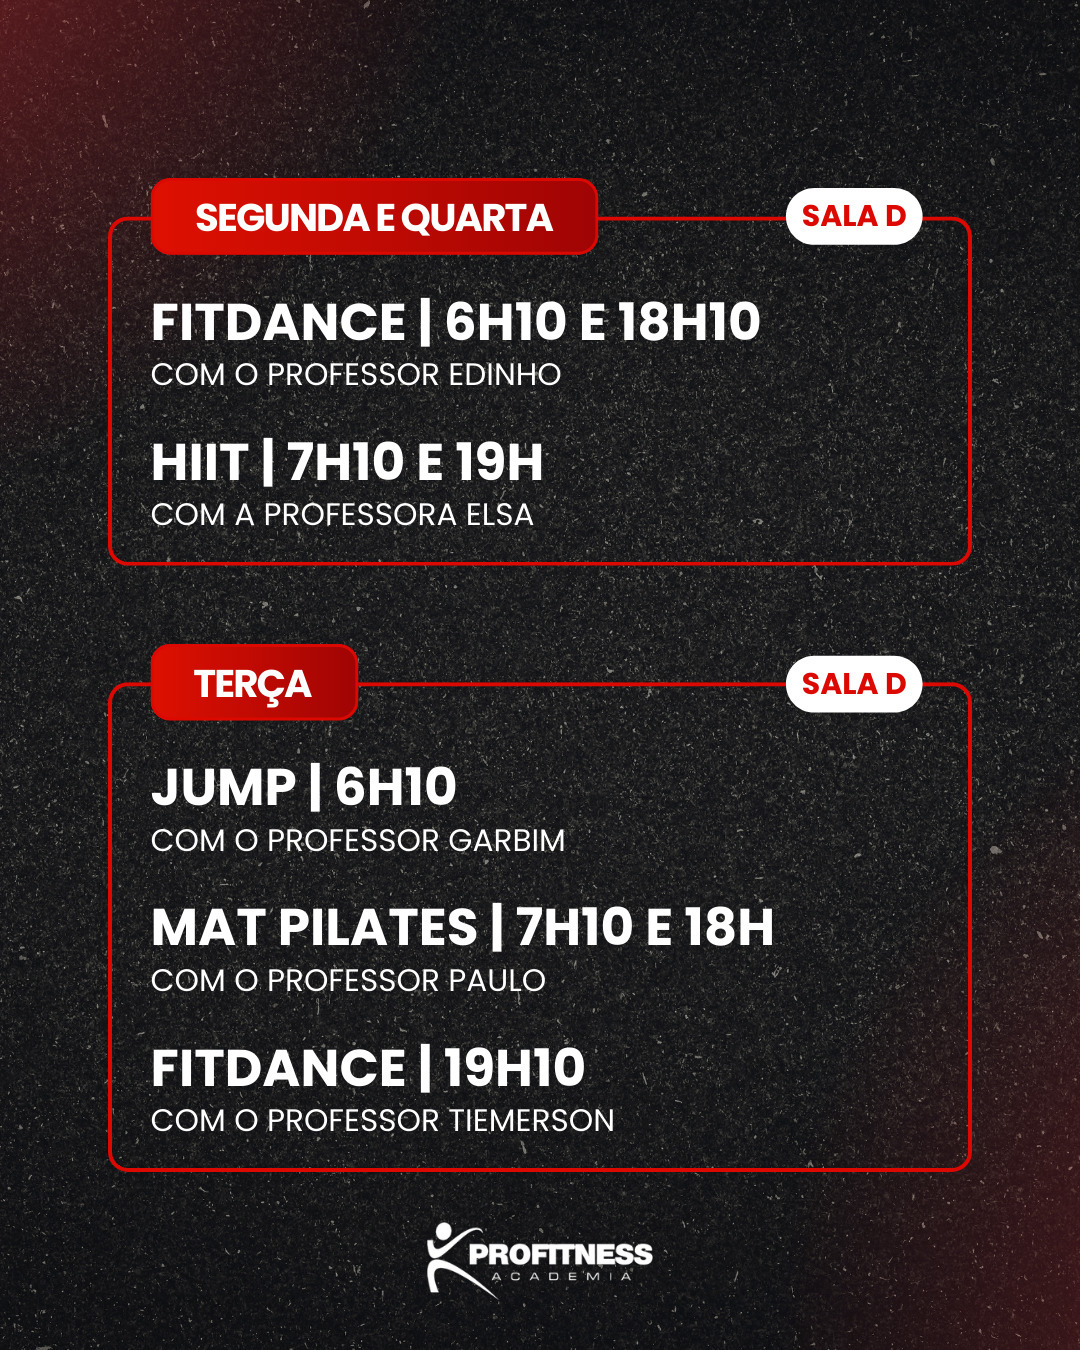 SEGUNDA E QUARTA
SALA D
FITDANCE | 6H10 E 18H10
COM O PROFESSOR EDINHO
HIIT | 7H10 E 19H
COM A PROFESSORA ELSA
TERÇA
SALA D
JUMP | 6H10
COM O PROFESSOR GARBIM
MAT PILATES | 7H10 E 18H
COM O PROFESSOR PAULO
FITDANCE | 19H10
COM O PROFESSOR TIEMERSON
PROFITNESS
ACADEMIA